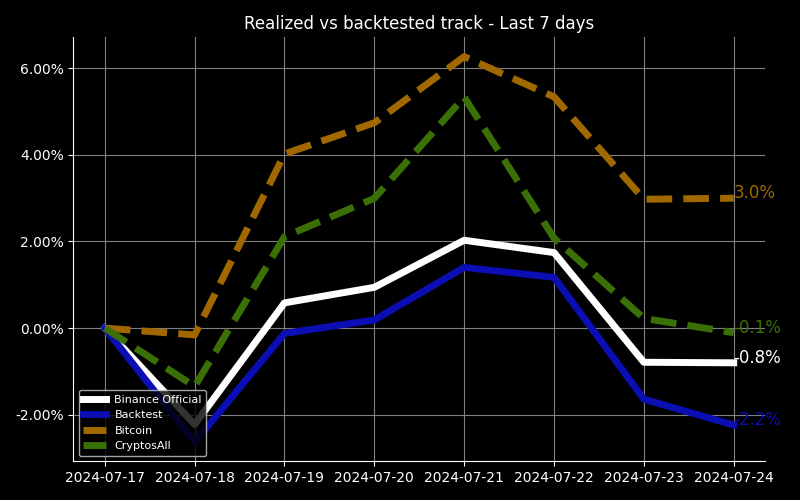 Realized vs backtested track - Last 7 days
6.00%
4.00%
2.00%
0.00%
-2.00%
3.0%
-0.1%
-0.8%
-2.2%
Binance Official
Backtest
Bitcoin
CryptosAll
2024-07-17 2024-07-18 2024-07-19 2024-07-20 2024-07-21 2024-07-22 2024-07-23 2024-07-24